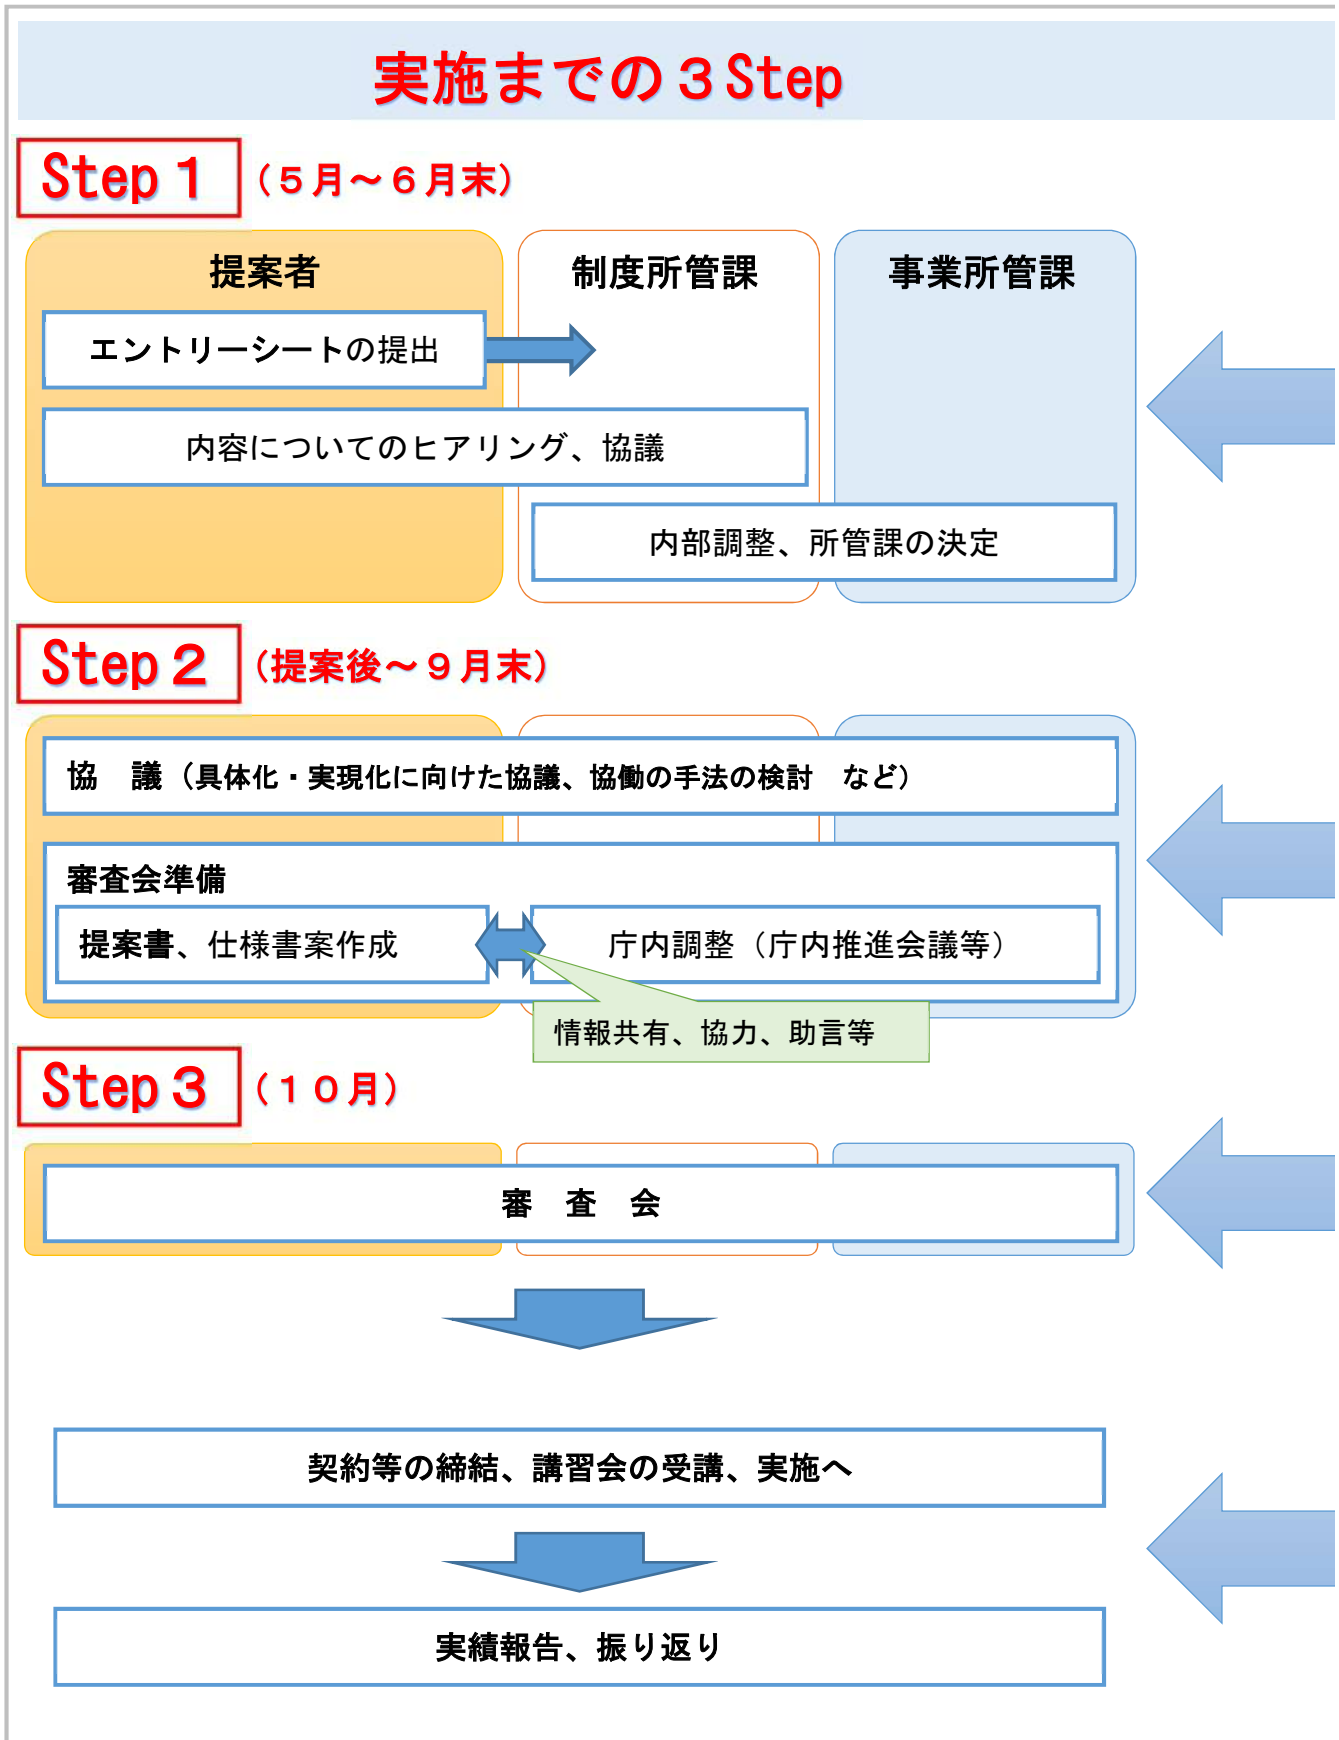 実施までの３Step
Step１
（５月～６月末）
提案者
制度所管課
事業所管課
エントリーシートの提出
内容についてのヒアリング、協議
内部調整、所管課の決定
Step２
（提案後～９月末）
協　議（具体化・実現化に向けた協議、協働の手法の検討　など）
審査会準備
提案書、仕様書案作成
庁内調整（庁内推進会議等）
情報共有、協力、助言等
Step３
（１０月）
審　査　会
契約等の締結、講習会の受講、実施へ
実績報告、振り返り